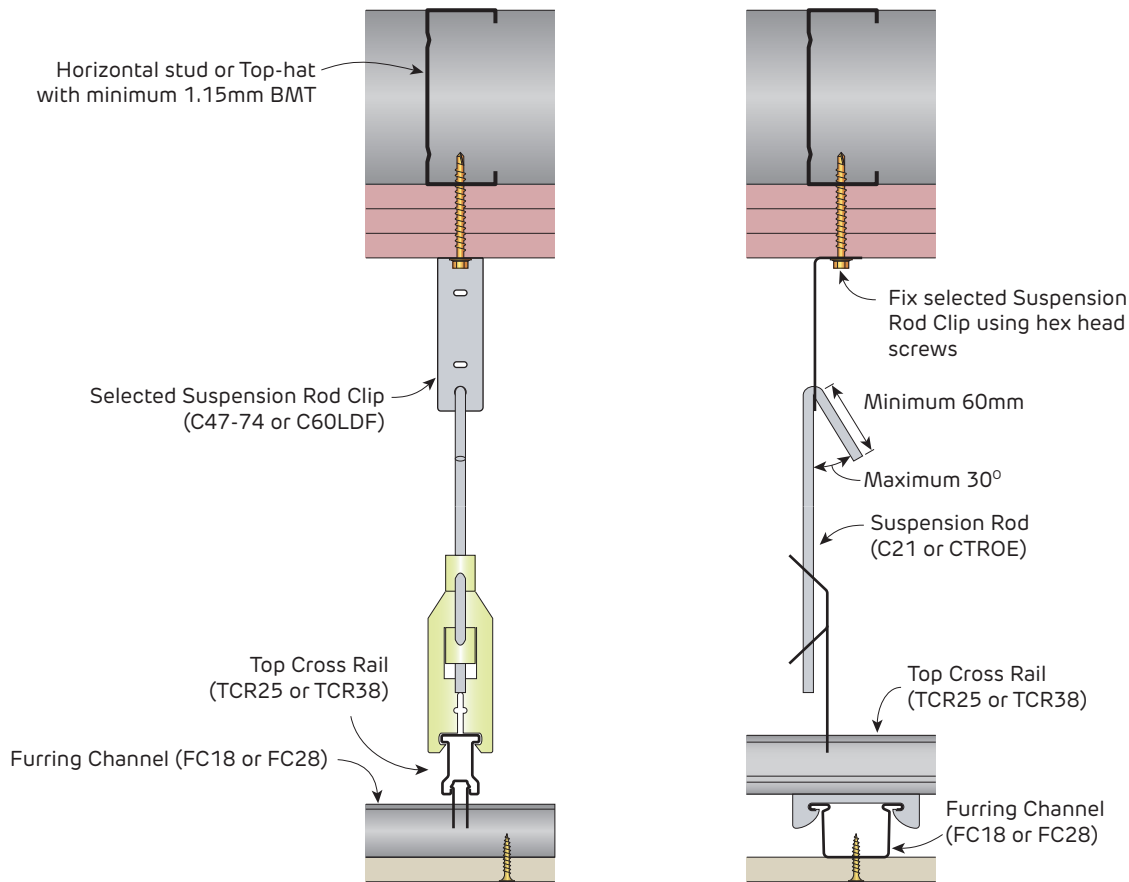 Horizontal stud or Top-hat
with minimum 1.15mm BMT
Selected Suspension Rod Clip
(C47-74 or C60LDF)
Top Cross Rail
(TCR25 or TCR38)
Furring Channel (FC18 or FC28)
Fix selected Suspension
Rod Clip using hex head
screws
Minimum 60mm
Maximum 30⁰
Suspension Rod
(C21 or CTROE)
Top Cross Rail
(TCR25 or TCR38)
Furring Channel
(FC18 or FC28)